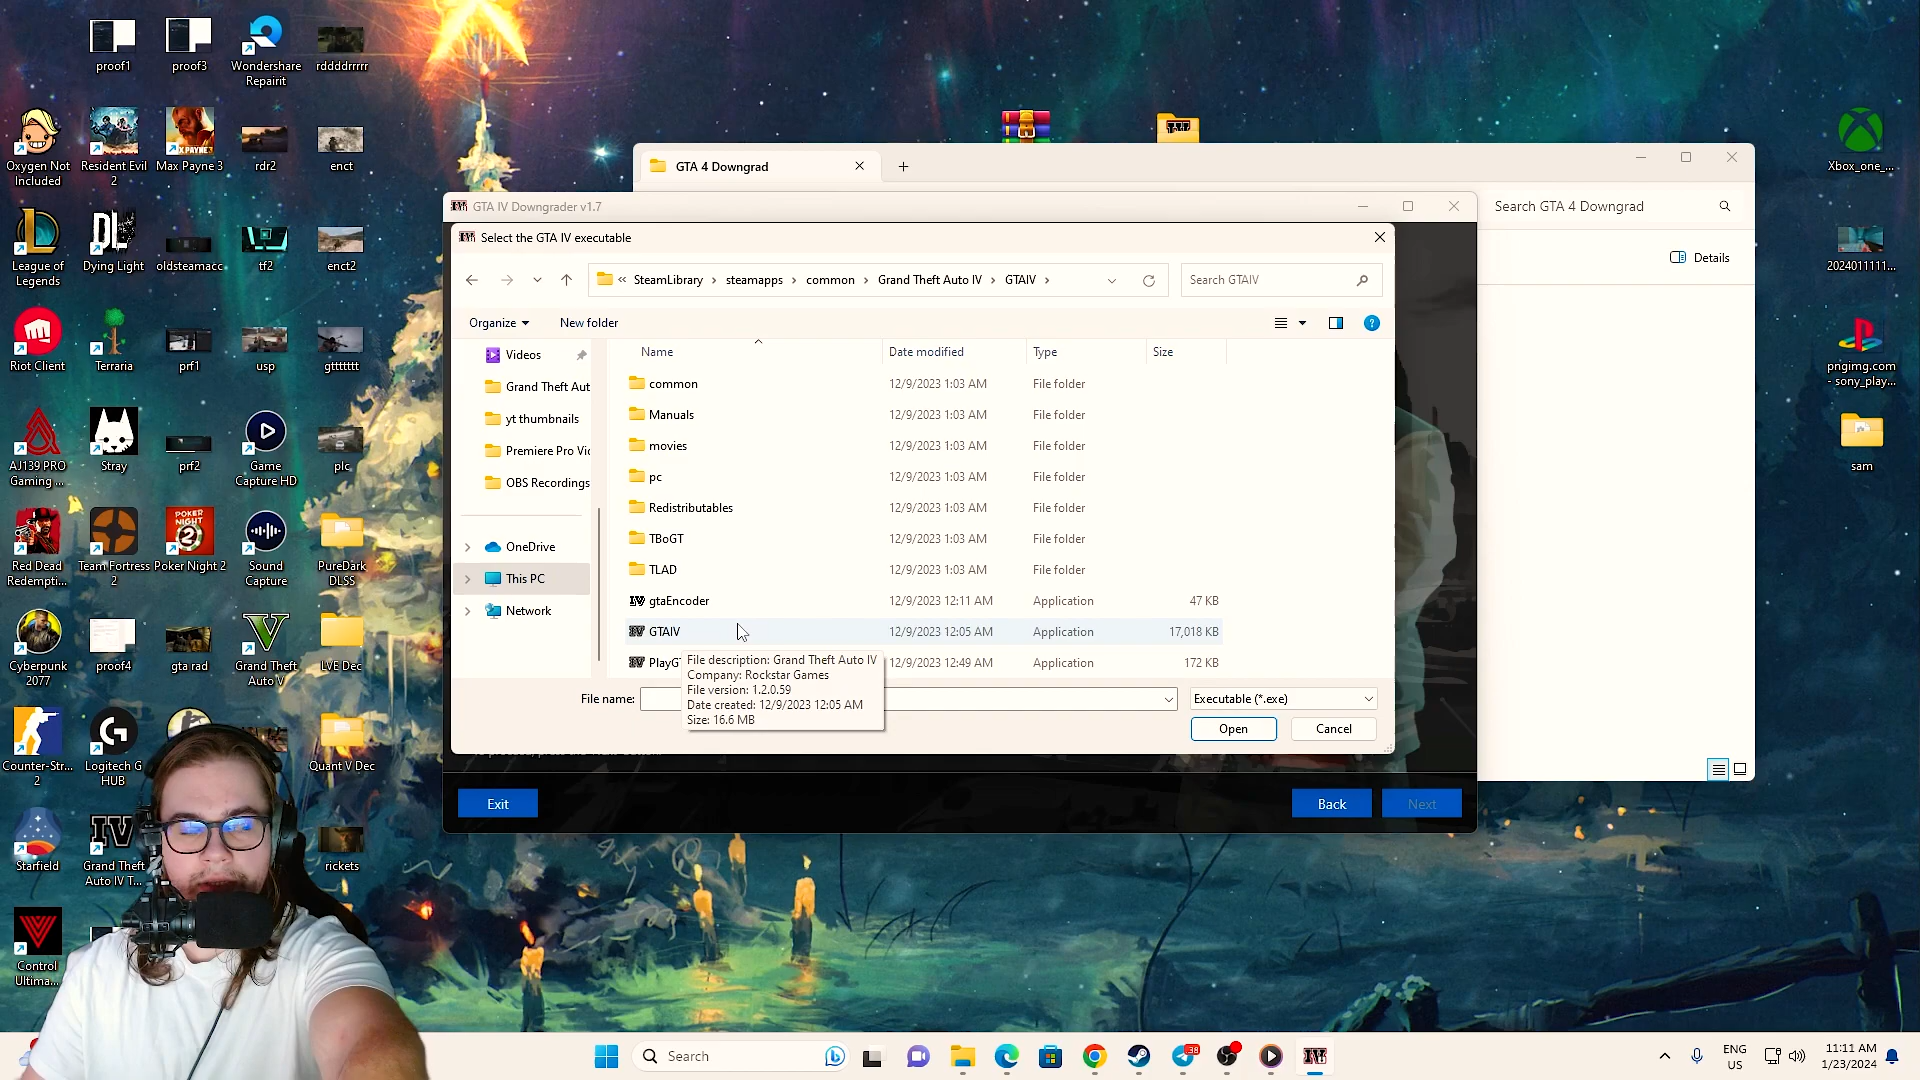 proof1
proof3
Wondershare
Repairit
rddddrrrrr
Oxygen Not
Included
Resident Evil
2
Max Payne 3
rdr2
enct
League of
Legends
Dying Light
oldsteamacc
tf2
enct2
Riot Client
Terraria
prf1
usp
gttttttt
AJ139 PRO
Gaming ...
Stray
prf2
Game
Capture HD
plc
Red Dead
Redempti...
Team Fortress
2
Poker Night 2
Sound
Capture
PureDark
DLSS
Cyberpunk
2077
proof4
gta rad
Grand Theft
Auto V
LVE Dec
Counter-Str...
2
Logitech G
HUB
Quant V Dec
Starfield
Grand Theft
Auto IV T...
rickets
Control
Ultima...
GTA 4 Downgrad
Search GTA 4 Downgrad
Details
GTA IV Downgrader v1.7
Select the GTA IV executable
« SteamLibrary › steamapps › common › Grand Theft Auto IV › GTAIV ›
Search GTAIV
Organize
New folder
Videos
Grand Theft Aut
yt thumbnails
Premiere Pro Vic
OBS Recordings
OneDrive
This PC
Network
Name Date modified Type Size
common 12/9/2023 1:03 AM File folder
Manuals 12/9/2023 1:03 AM File folder
movies 12/9/2023 1:03 AM File folder
pc 12/9/2023 1:03 AM File folder
Redistributables 12/9/2023 1:03 AM File folder
TBoGT 12/9/2023 1:03 AM File folder
TLAD 12/9/2023 1:03 AM File folder
gtaEncoder 12/9/2023 12:11 AM Application 47 KB
GTAIV 12/9/2023 12:05 AM Application 17,018 KB
PlayG 12/9/2023 12:49 AM Application 172 KB
File description: Grand Theft Auto IV
Company: Rockstar Games
File version: 1.2.0.59
Date created: 12/9/2023 12:05 AM
Size: 16.6 MB
File name:
Executable (*.exe)
Open
Cancel
Exit
Back
Next
Xbox_one_...
2024011111...
pngimg.com
- sony_play...
sam
Search
38
ENG
US
11:11 AM
1/23/2024